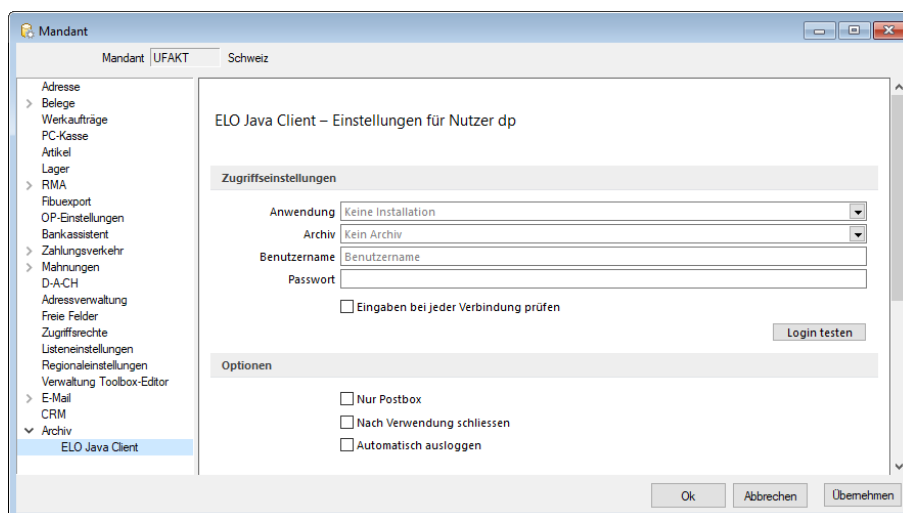 Mandant
Mandant UFAKT Schweiz
Adresse
Belege
Werkaufträge
PC-Kasse
Artikel
Lager
RMA
Fibuexport
OP-Einstellungen
Bankassistent
Zahlungsverkehr
Mahnungen
D-A-CH
Adressverwaltung
Freie Felder
Zugriffsrechte
Listeneinstellungen
Regionaleinstellungen
Verwaltung Toolbox-Editor
E-Mail
CRM
Archiv
ELO Java Client
ELO Java Client – Einstellungen für Nutzer dp
Zugriffseinstellungen
Anwendung Keine Installation
Archiv Kein Archiv
Benutzername Benutzername
Passwort
Eingaben bei jeder Verbindung prüfen
Login testen
Optionen
Nur Postbox
Nach Verwendung schliessen
Automatisch ausloggen
Ok Abbrechen Übernehmen